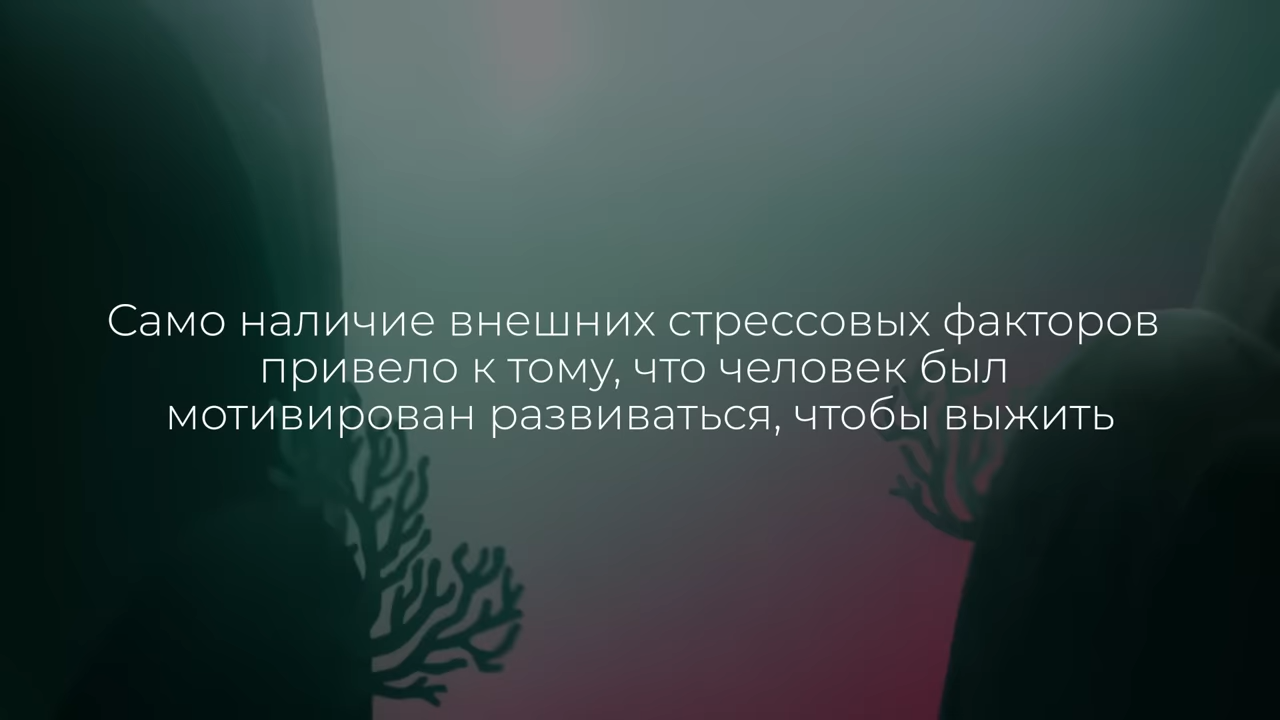 Само наличие внешних стрессовых факторов
привело к тому, что человек был
мотивирован развиваться, чтобы выжить